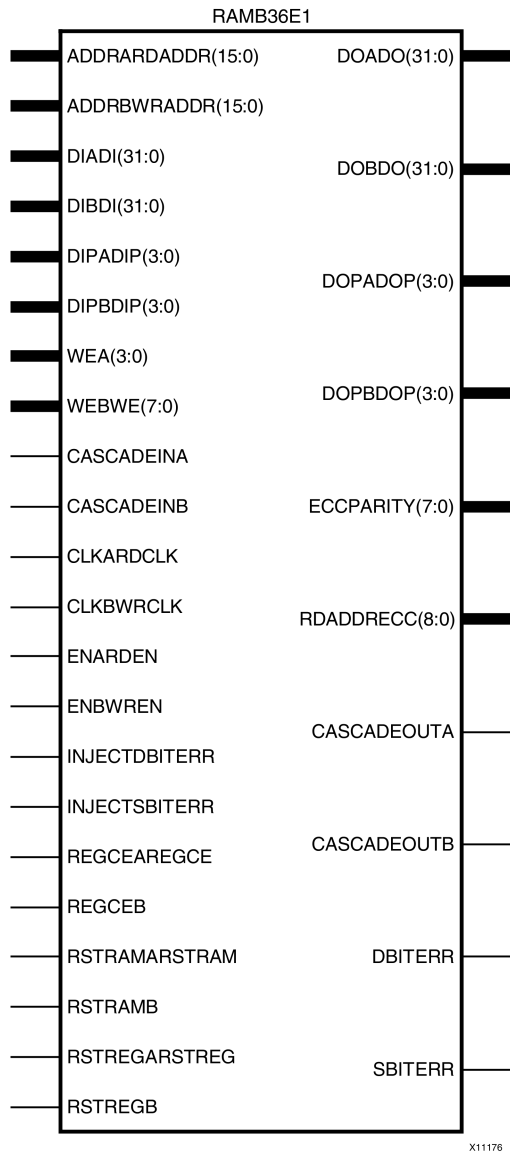 RAMB36E1
ADDRARDADDR(15:0)
ADDRBWRADDR(15:0)
DIADI(31:0)
DIBDI(31:0)
DIPADIP(3:0)
DIPBDIP(3:0)
WEA(3:0)
WEBWE(7:0)
CASCADEINA
CASCADEINB
CLKARDCLK
CLKBWRCLK
ENARDEN
ENBWREN
INJECTDBITERR
INJECTSBITERR
REGCEAREGCE
REGCEB
RSTRAMARSTRAM
RSTRAMB
RSTREGARSTREG
RSTREGB
DOADO(31:0)
DOBDO(31:0)
DOPADOP(3:0)
DOPBDOP(3:0)
ECCPARITY(7:0)
RDADDRECC(8:0)
CASCADEOUTA
CASCADEOUTB
DBITERR
SBITERR
X11176